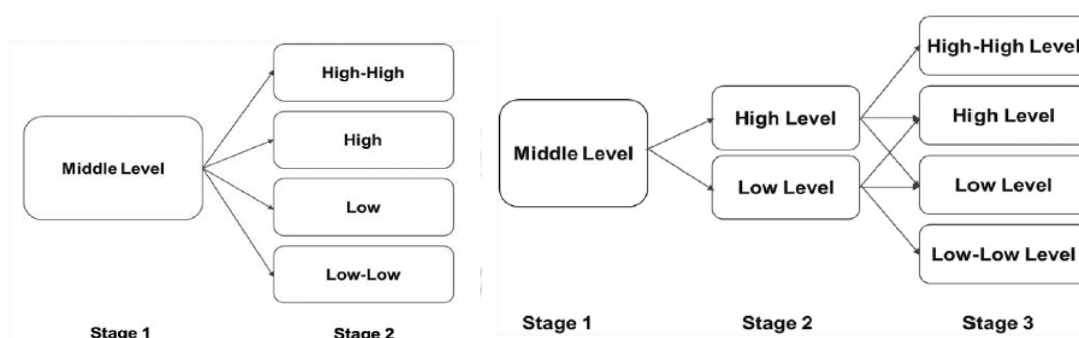 High-High
High
Middle Level
Low
Low-Low
Stage 1
Stage 2
High-High Level
High Level
High Level
Middle Level
Low Level
Low Level
Low-Low Level
Stage 1
Stage 2
Stage 3